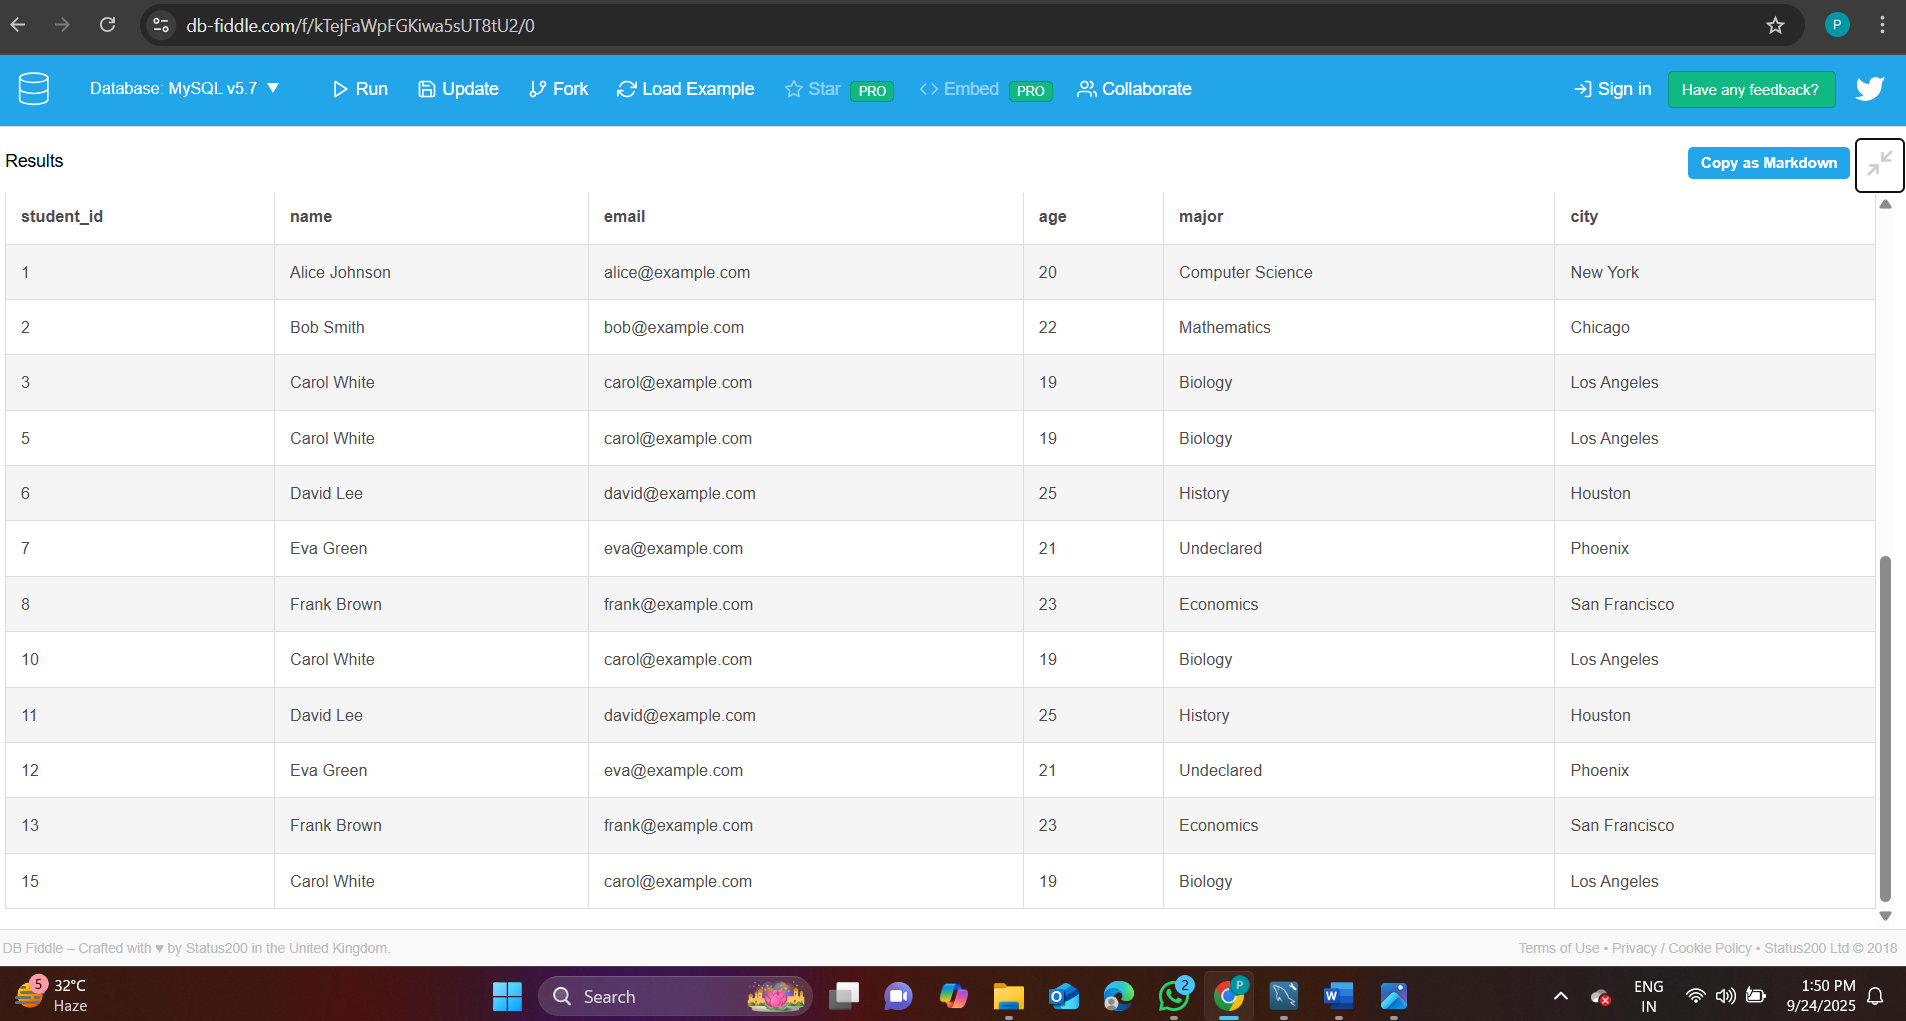 db-fiddle.com/f/kTejFaWpFGKiwa5sUT8tU2/0
P
Database: MySQL v5.7 ▼ Run Update Fork Load Example Star PRO <> Embed PRO Collaborate Sign in Have any feedback?
Results Copy as Markdown
student_id name email age major city
1 Alice Johnson alice@example.com 20 Computer Science New York
2 Bob Smith bob@example.com 22 Mathematics Chicago
3 Carol White carol@example.com 19 Biology Los Angeles
5 Carol White carol@example.com 19 Biology Los Angeles
6 David Lee david@example.com 25 History Houston
7 Eva Green eva@example.com 21 Undeclared Phoenix
8 Frank Brown frank@example.com 23 Economics San Francisco
10 Carol White carol@example.com 19 Biology Los Angeles
11 David Lee david@example.com 25 History Houston
12 Eva Green eva@example.com 21 Undeclared Phoenix
13 Frank Brown frank@example.com 23 Economics San Francisco
15 Carol White carol@example.com 19 Biology Los Angeles
DB Fiddle – Crafted with ♥ by Status200 in the United Kingdom. Terms of Use • Privacy / Cookie Policy • Status200 Ltd © 2018
5 32°C
Haze
Search
2
P
W
ENG
IN
1:50 PM
9/24/2025